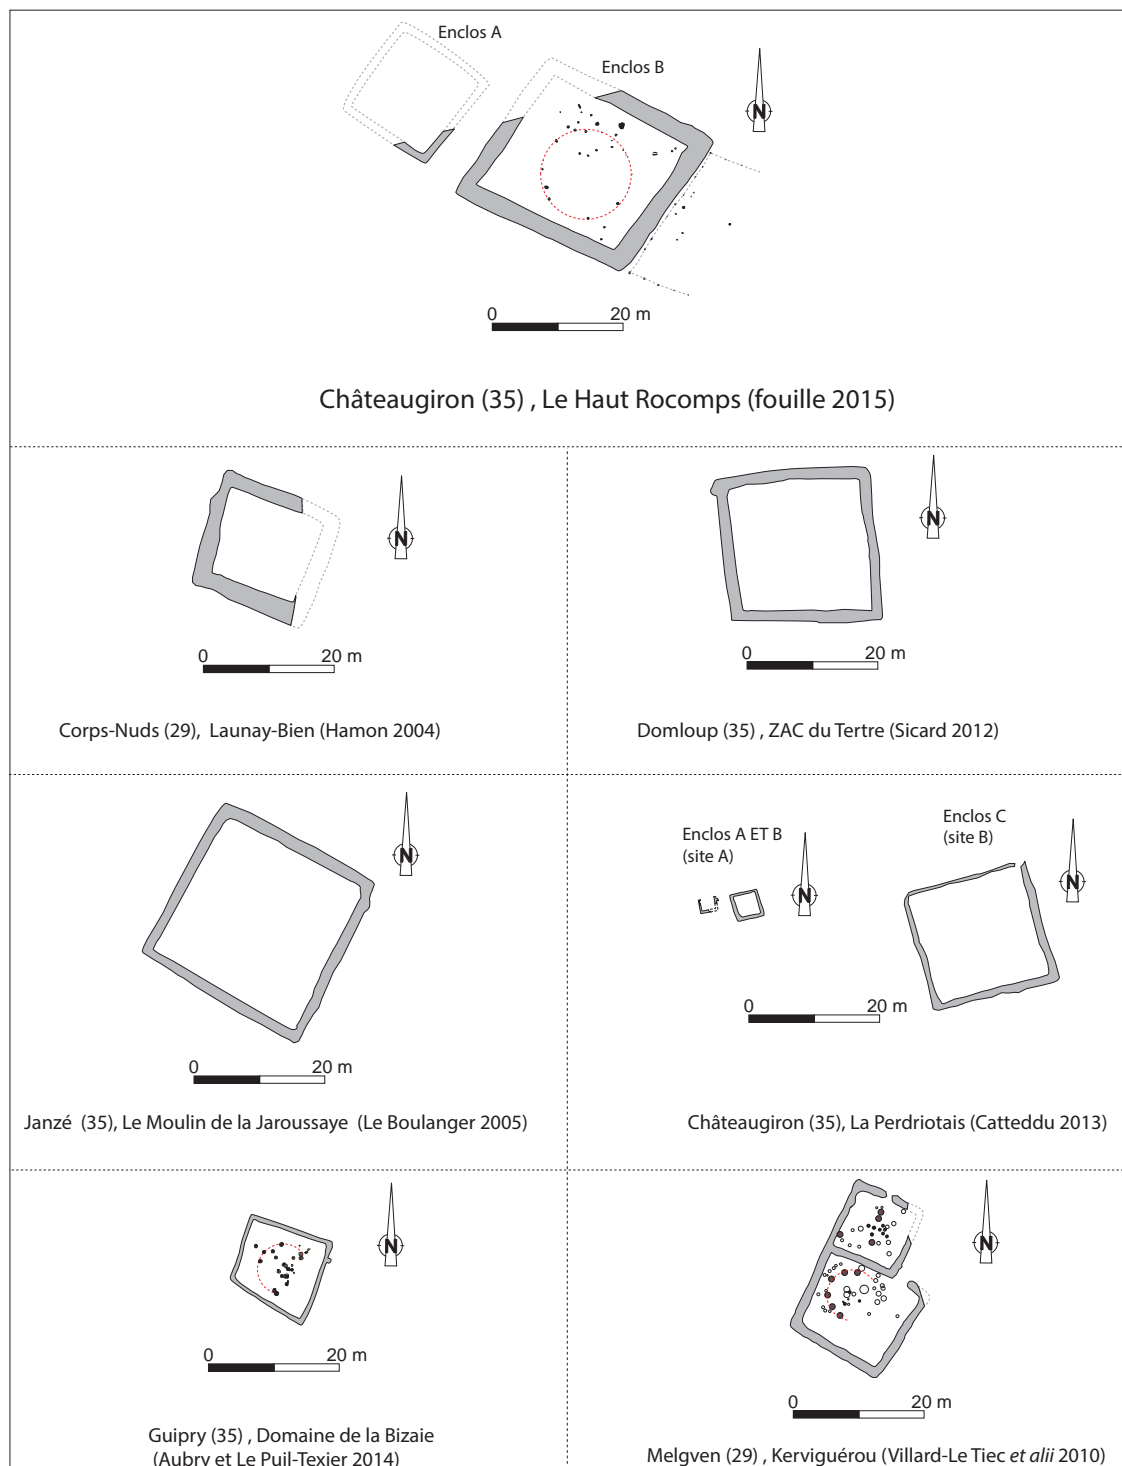 Enclos A
Enclos B
N
0 20 m
Châteaugiron (35) , Le Haut Rocomps (fouille 2015)
N
0 20 m
Corps-Nuds (29), Launay-Bien (Hamon 2004)
N
0 20 m
Domloup (35) , ZAC du Tertre (Sicard 2012)
N
0 20 m
Janzé (35), Le Moulin de la Jaroussaye (Le Boulanger 2005)
Enclos A ET B
(site A)
N
Enclos C
(site B)
N
0 20 m
Châteaugiron (35), La Perdriotais (Catteddu 2013)
N
0 20 m
Guipry (35) , Domaine de la Bizaie
(Aubry et Le Puil-Texier 2014)
N
0 20 m
Melgven (29) , Kerviguérou (Villard-Le Tiec et alii 2010)